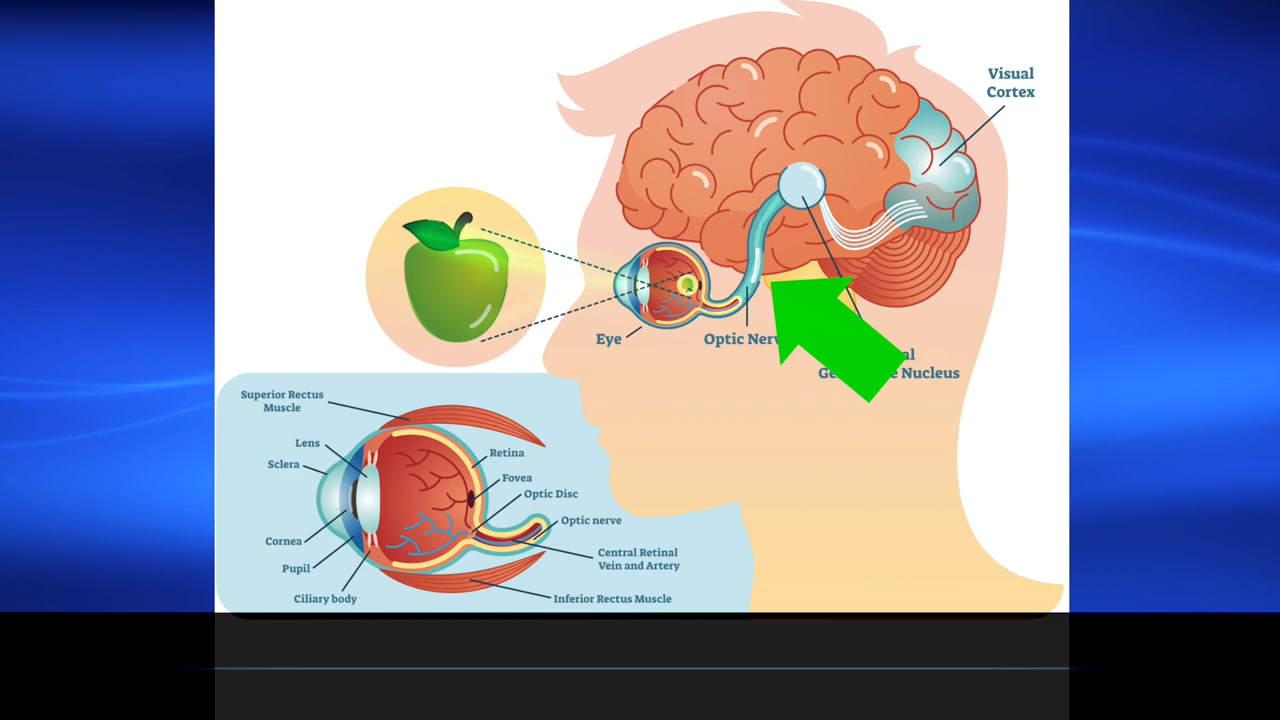 Visual
Cortex
Eye
Optic
Nucleus
Superior Rectus
Muscle
Lens
Sclera
Retina
Fovea
Optic Disc
Optic nerve
Cornea
Central Retinal
Vein and Artery
Pupil
Ciliary body
Inferior Rectus Muscle